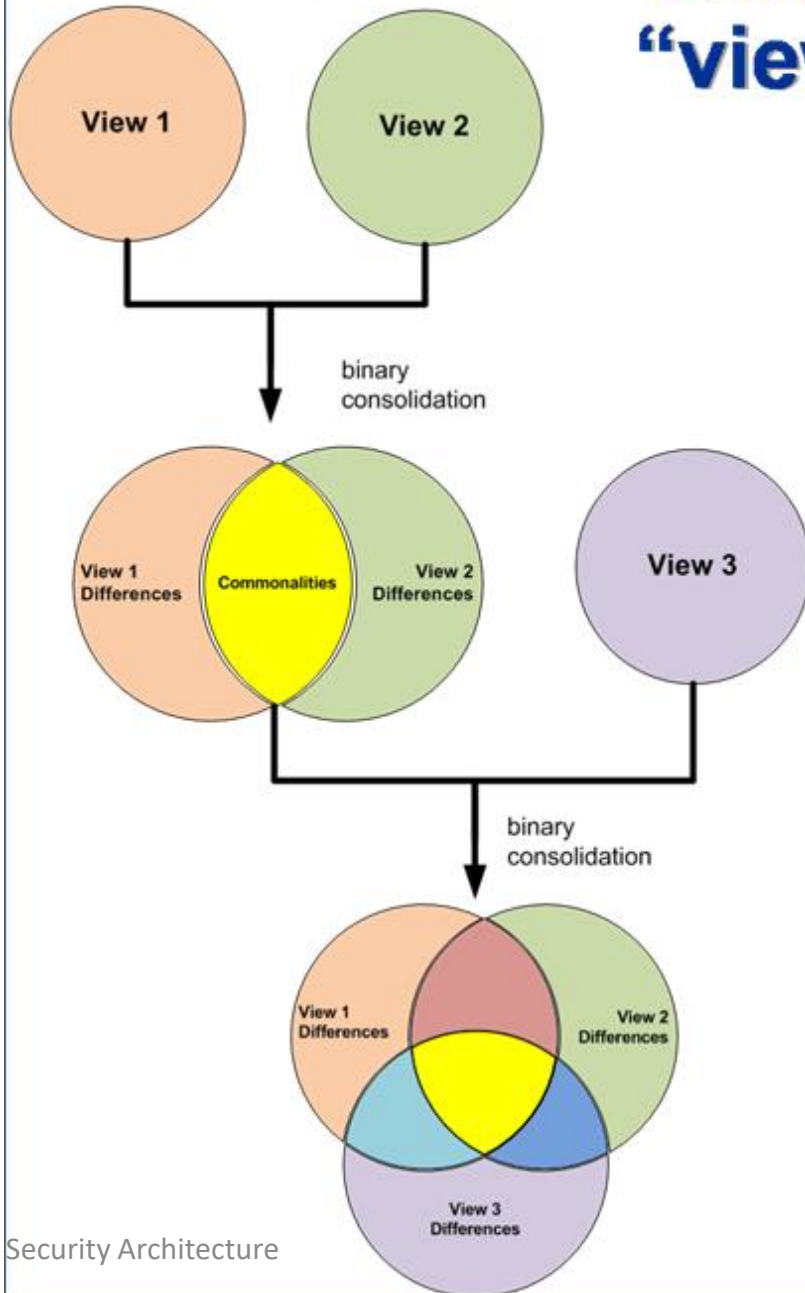 View 1
View 2
binary
consolidation
View 1
Differences
Commonalities
View 2
Differences
View 3
binary
consolidation
View 1
Differences
View 2
Differences
View 3
Differences
Security Architecture